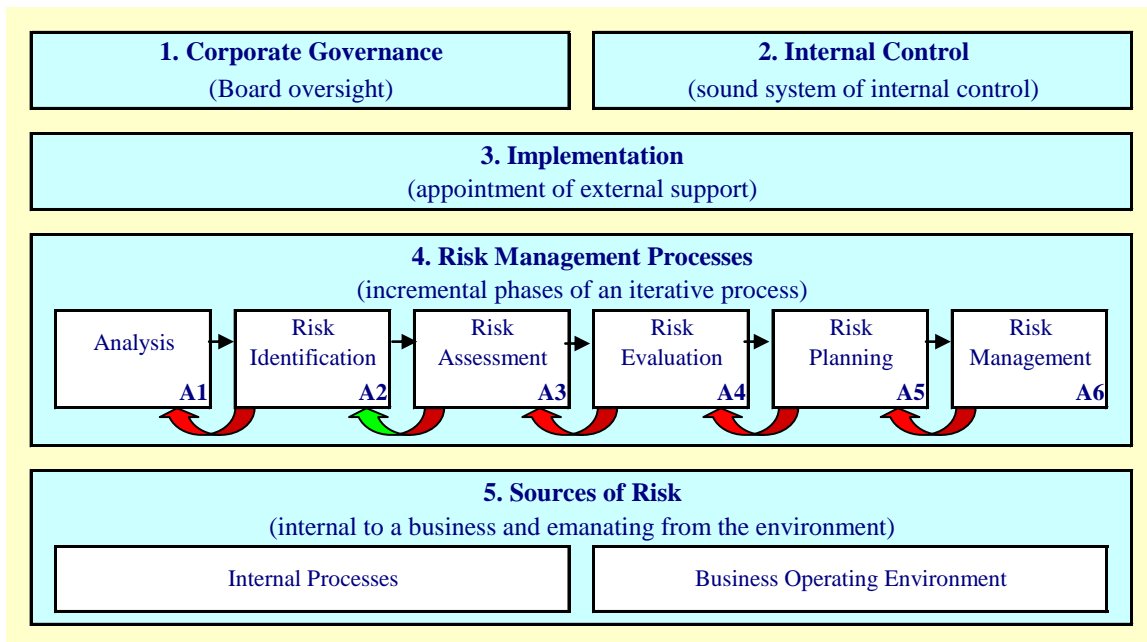 1. Corporate Governance
(Board oversight)
2. Internal Control
(sound system of internal control)
3. Implementation
(appointment of external support)
4. Risk Management Processes
(incremental phases of an iterative process)
Analysis
A1
Risk
Identification
A2
Risk
Assessment
A3
Risk
Evaluation
A4
Risk
Planning
A5
Risk
Management
A6
5. Sources of Risk
(internal to a business and emanating from the environment)
Internal Processes
Business Operating Environment